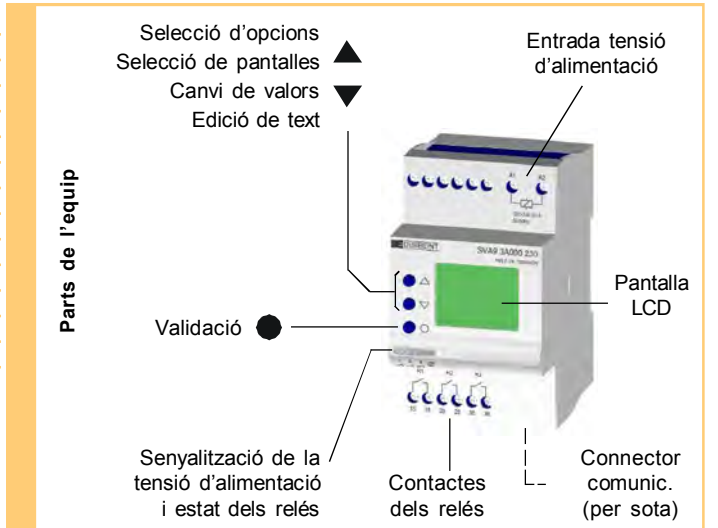 Selecció d’opcions
Selecció de pantalles
Canvi de valors
Edició de text
Entrada tensió
d’alimentació
Parts de l’equip
A1 A2
SVA9 3A000 230
Pantalla
LCD
Validació
Senyalització de la
tensió d’alimentació
i estat dels relés
Contactes
dels relés
Connector
comunic.
(per sota)